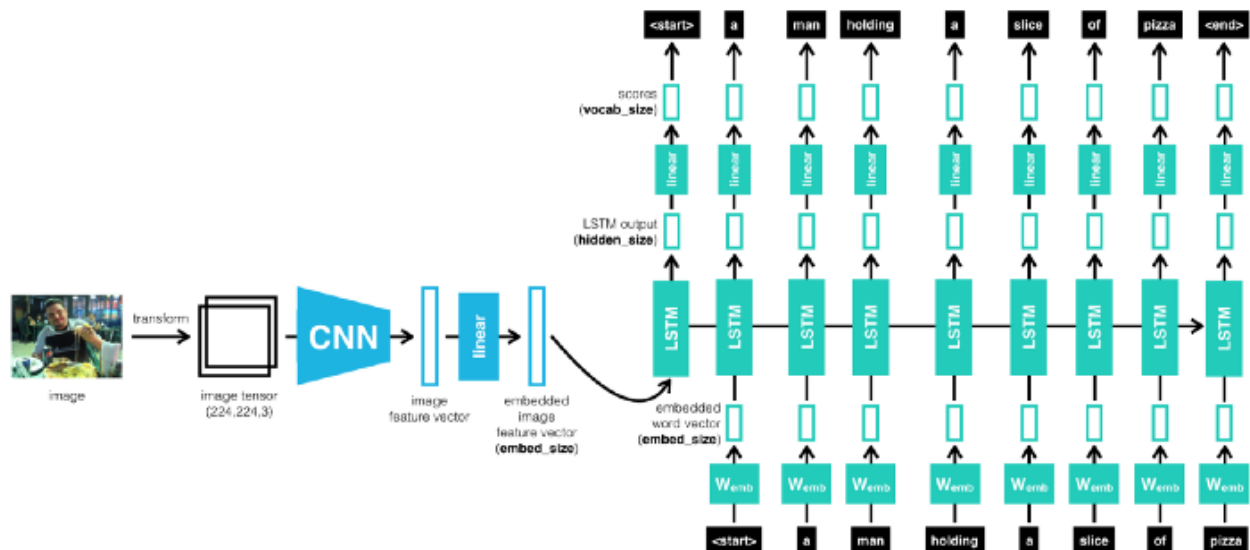 <start> a man holding a slice of pizza <end>
scores
(vocab_size)
linear linear linear linear linear linear linear linear linear
LSTM output
(hidden_size)
LSTM LSTM LSTM LSTM LSTM LSTM LSTM LSTM LSTM
transform
CNN
linear
image
image tensor
(224,224,3)
image
feature vector
embedded
image
feature vector
(embed_size)
embedded
word vector
(embed_size)
Wemb Wemb Wemb Wemb Wemb Wemb Wemb Wemb
<start> a man holding a slice of pizza